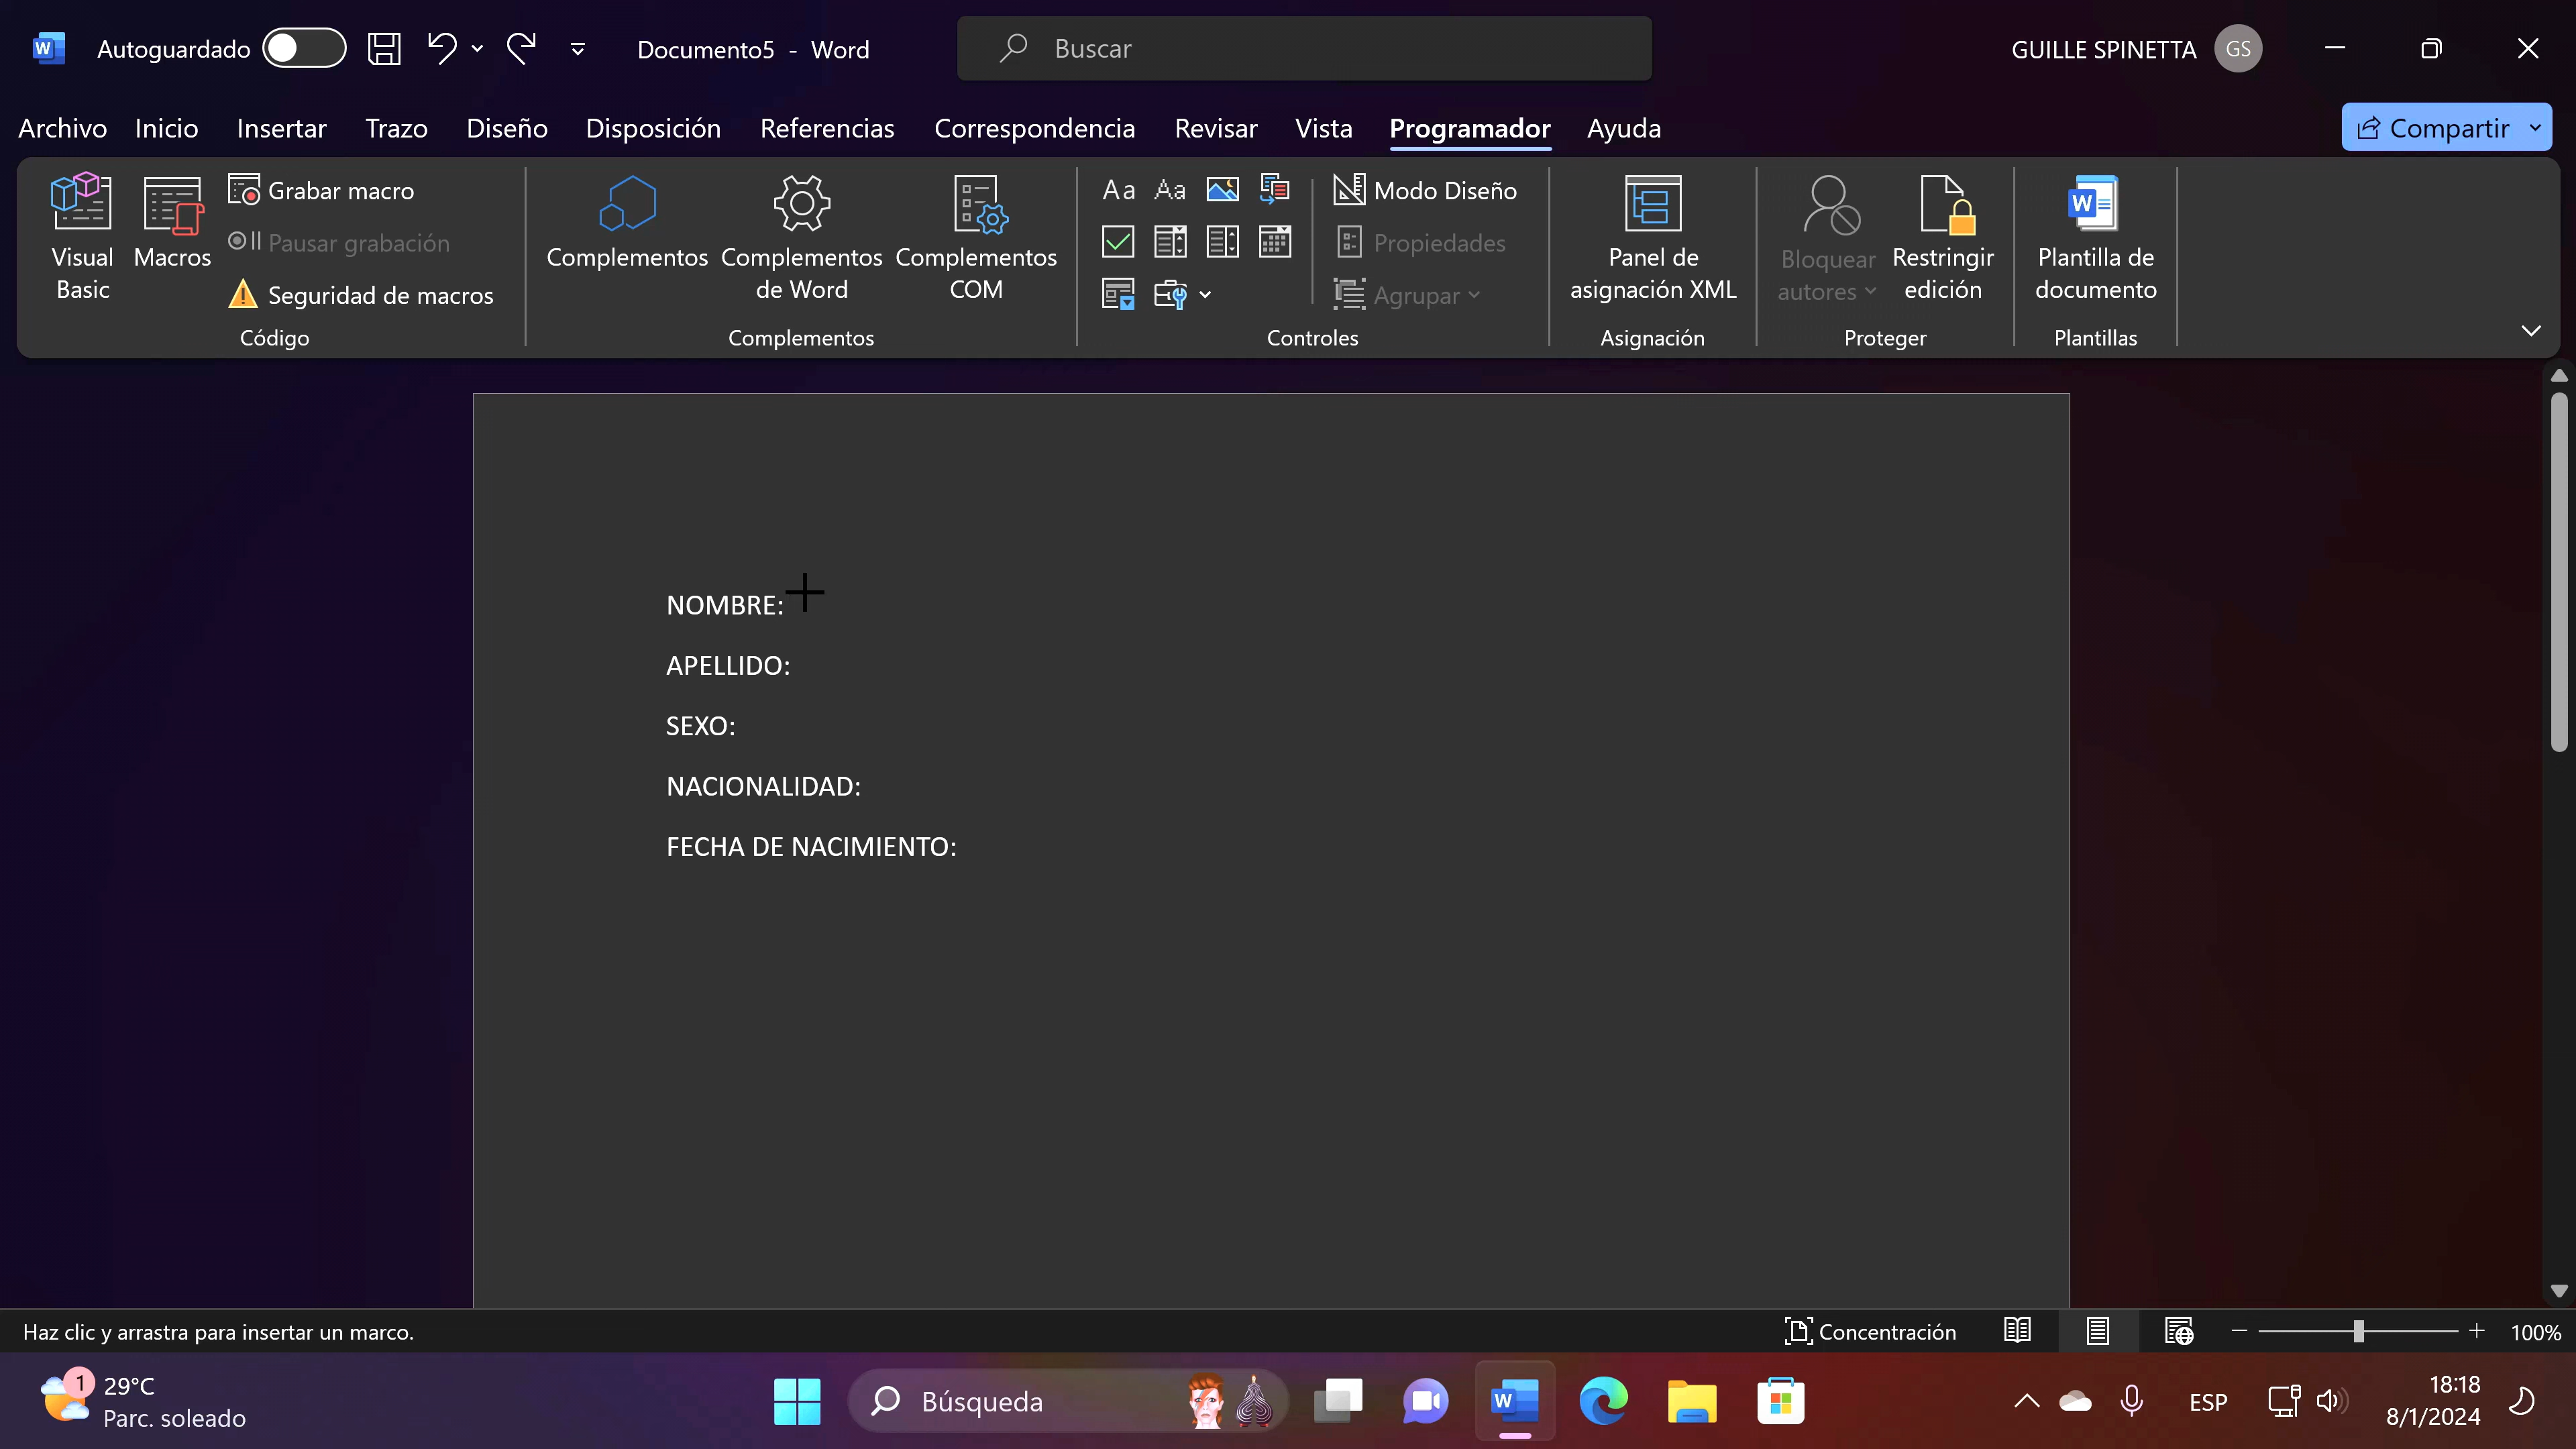 Autoguardado
Documento5 - Word
Buscar
GUILLE SPINETTA
GS
Archivo Inicio Insertar Trazo Diseño Disposición Referencias Correspondencia Revisar Vista Programador Ayuda
Compartir
Visual Basic
Macros
Grabar macro
Pausar grabación
Seguridad de macros
Código
Complementos
Complementos de Word
Complementos COM
Complementos
Aa Aa
Modo Diseño
Propiedades
Agrupar
Controles
Panel de asignación XML
Asignación
Bloquear autores
Restringir edición
Proteger
Plantilla de documento
Plantillas
NOMBRE:
APELLIDO:
SEXO:
NACIONALIDAD:
FECHA DE NACIMIENTO:
Haz clic y arrastra para insertar un marco.
Concentración
100%
1
29°C
Parc. soleado
Búsqueda
ESP
18:18
8/1/2024